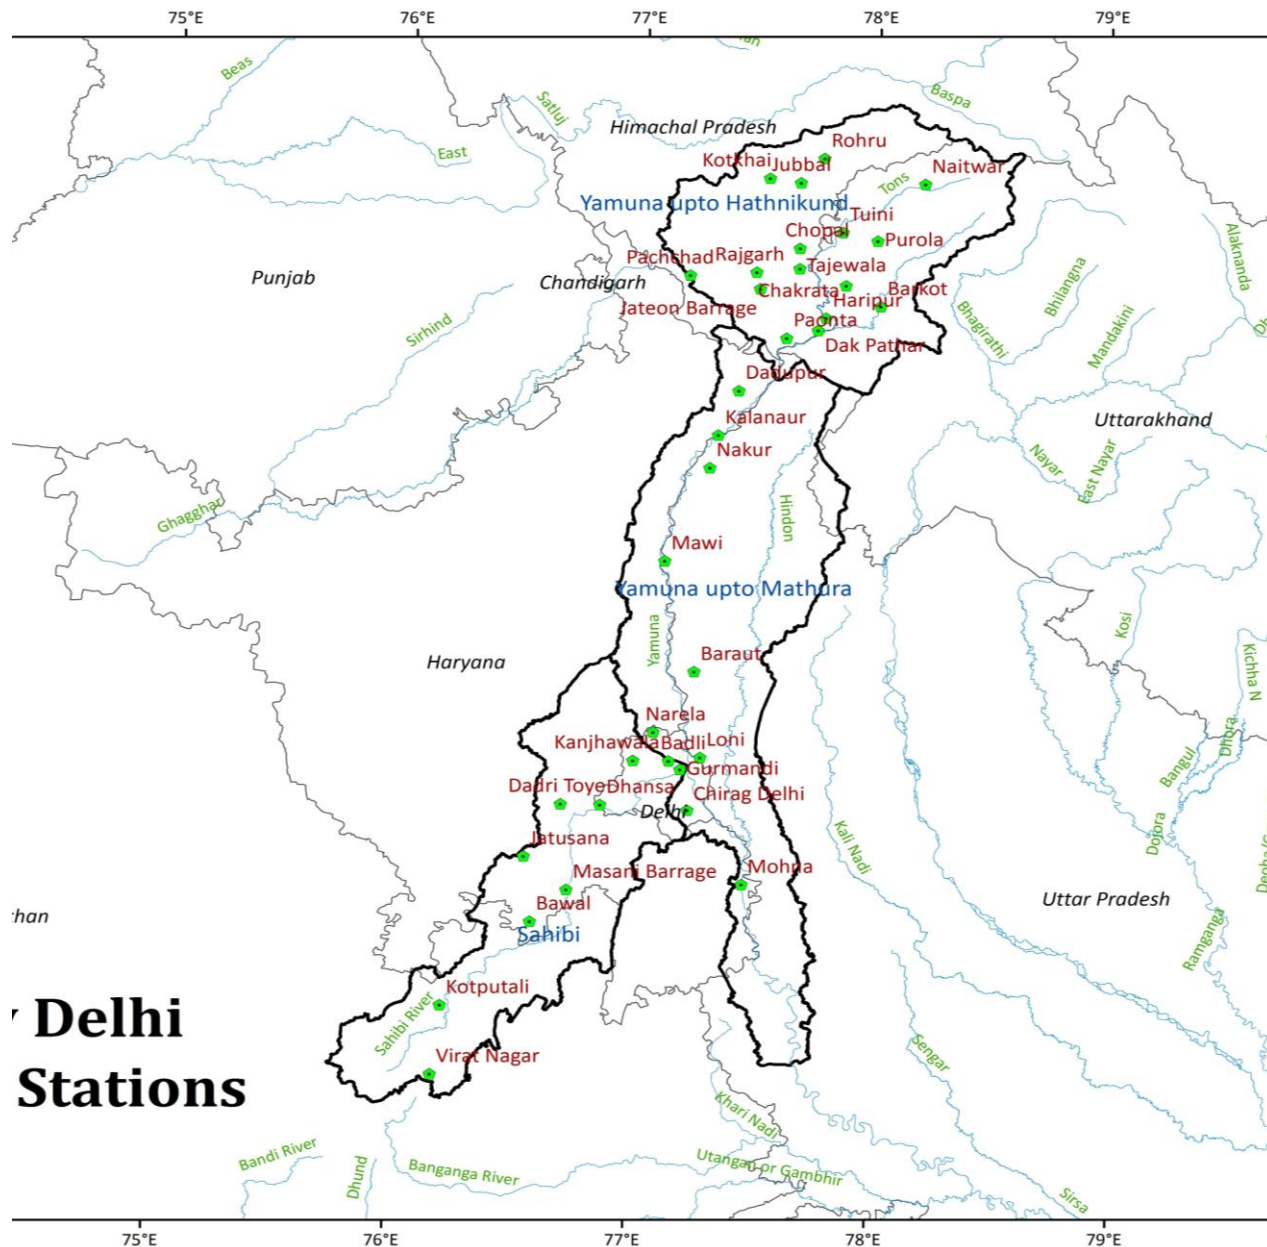 75°E 76°E 77°E 78°E 79°E
Beas
Satluj
Baspa
Himachal Pradesh
East
Rohru
Kotkhai Jubbal
Naitwar
Tons
Yamuna upto Hathnikund
Tuini
Chopal
Purola
Alaknanda
Pachchad Rajgarh
Tajewala
Punjab
Chandigarh
Chakrata
Barkot
Bhilangna
Haripur
Jateon Barrage
Paonta
Sirhind
Bhagirathi
Mandakini
Dak Pathar
Dadupur
Kalanaur
Uttarakhand
Nakur
Nayar
East Nayar
Ghagghar
Hindon
Mawi
Yamuna upto Mathura
Kosi
Yamuna
Baraut
Haryana
Kichha N
Narela
Kanjhawala Badli Loni
Gurmandi
Dhora
Bangul
Dadri Toye Dhansa
Chirag Delhi
Delhi
Dojora
Jatusana
Kali Nadi
Masani Barrage
Mohna
Bawal
Uttar Pradesh
Sahibi
Ramganga
Kotputali
Sahibi River
Delhi
Stations
Virat Nagar
Sengar
Khari Nadi
Bandi River
Dhund
Banganga River
Utangan or Gambhir
Sirsa
75°E 76°E 77°E 78°E 79°E